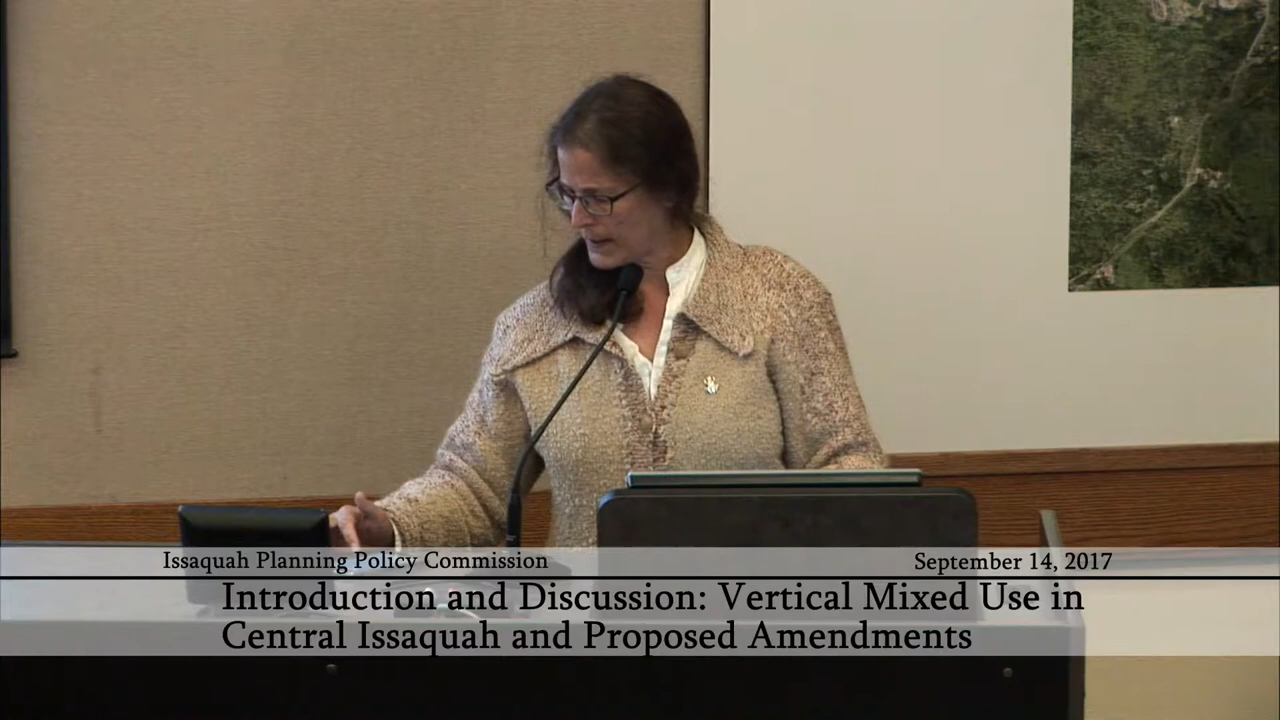 Issaquah Planning Policy Commission
September 14, 2017
Introduction and Discussion: Vertical Mixed Use in
Central Issaquah and Proposed Amendments